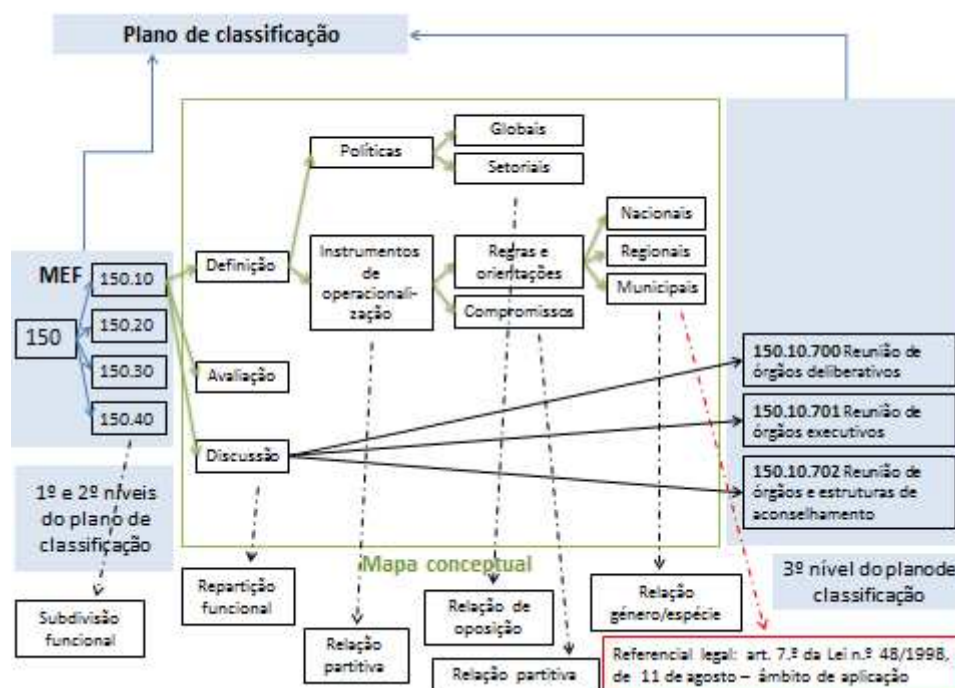 Plano de classificação
Globais
Políticas
Setoriais
Nacionais
Instrumentos
de
operacionali-
zação
Regras e
orientações
Definição
Regionais
MEF
150.10
Compromissos
Municipais
150
150.20
150.30
150.40
Avaliação
150.10.700 Reunião de
órgãos deliberativos
150.10.701 Reunião de
órgãos executivos
Discussão
150.10.702 Reunião de
órgãos e estruturas de
aconselhamento
1º e 2º níveis
do plano de
classificação
Mapa conceptual
3º nível do planode
classificação
Subdivisão
funcional
Repartição
funcional
Relação
partitiva
Relação de
oposição
Relação partitiva
Relação
género/espécie
Referencial legal: art. 7.º da Lei n.º 48/1998,
de 11 de agosto – âmbito de aplicação